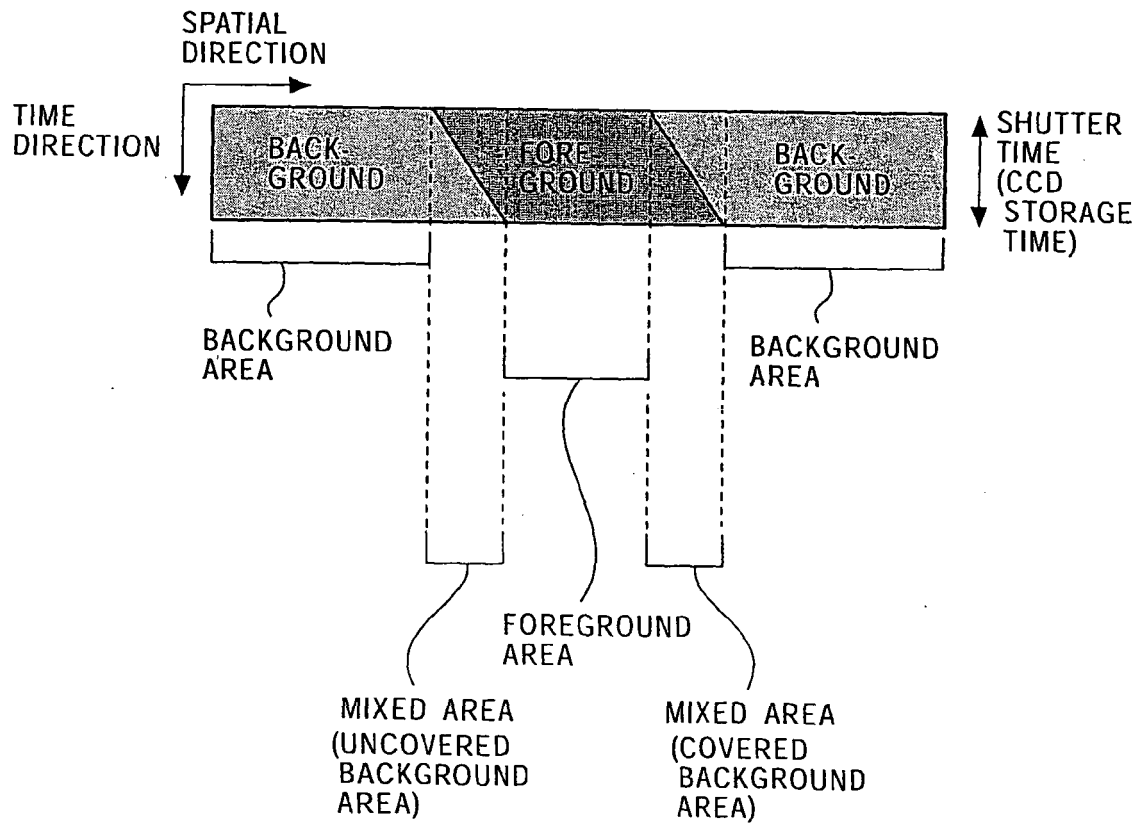 SPATIAL
DIRECTION
TIME
DIRECTION
BACK-
GROUND
FORE
GROUND
BACK-
GROUND
SHUTTER
TIME
(CCD
STORAGE
TIME)
BACKGROUND
AREA
BACKGROUND
AREA
FOREGROUND
AREA
MIXED AREA
(UNCOVERED
BACKGROUND
AREA)
MIXED AREA
(COVERED
BACKGROUND
AREA)